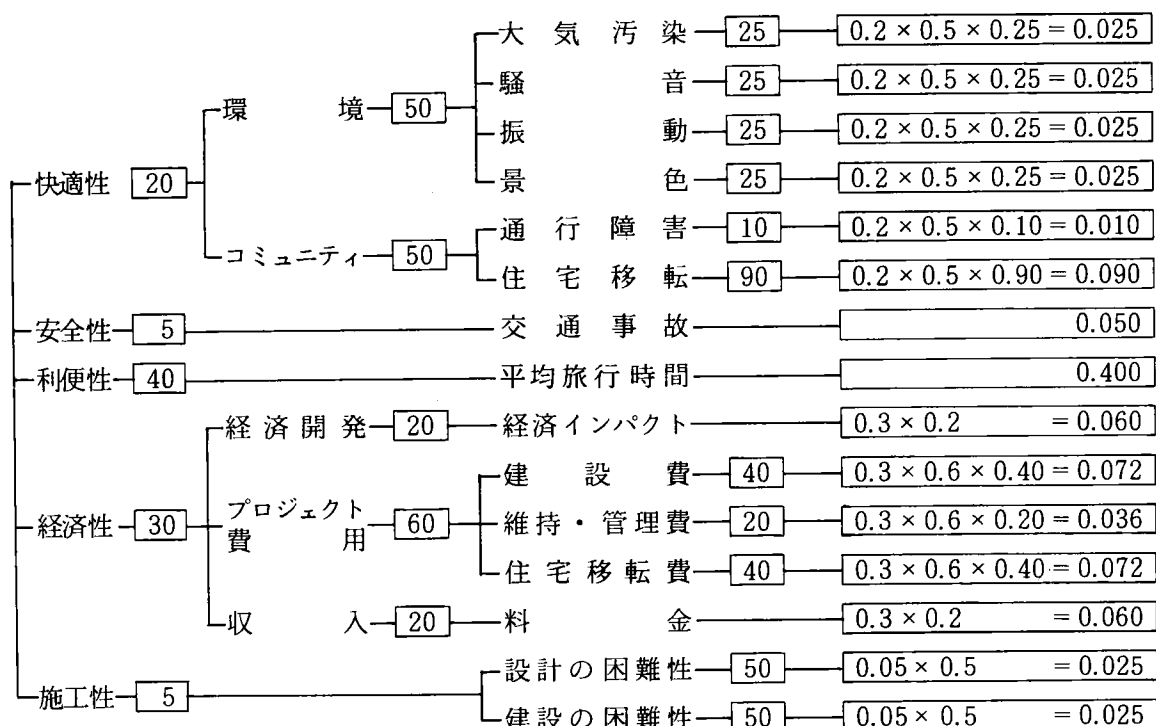 大気汚染 25 0.2 × 0.5 × 0.25 = 0.025
騒音 25 0.2 × 0.5 × 0.25 = 0.025
環境 50
振動 25 0.2 × 0.5 × 0.25 = 0.025
快適性 20 景色 25 0.2 × 0.5 × 0.25 = 0.025
通行障害 10 0.2 × 0.5 × 0.10 = 0.010
コミュニティ 50
住宅移転 90 0.2 × 0.5 × 0.90 = 0.090
安全性 5 交通事故 0.050
利便性 40 平均旅行時間 0.400
経済開発 20 経済インパクト 0.3 × 0.2 = 0.060
建設費 40 0.3 × 0.6 × 0.40 = 0.072
経済性 30 プロジェクト費用 60 維持・管理費 20 0.3 × 0.6 × 0.20 = 0.036
住宅移転費 40 0.3 × 0.6 × 0.40 = 0.072
収入 20 料金 0.3 × 0.2 = 0.060
設計の困難性 50 0.05 × 0.5 = 0.025
施工性 5
建設の困難性 50 0.05 × 0.5 = 0.025